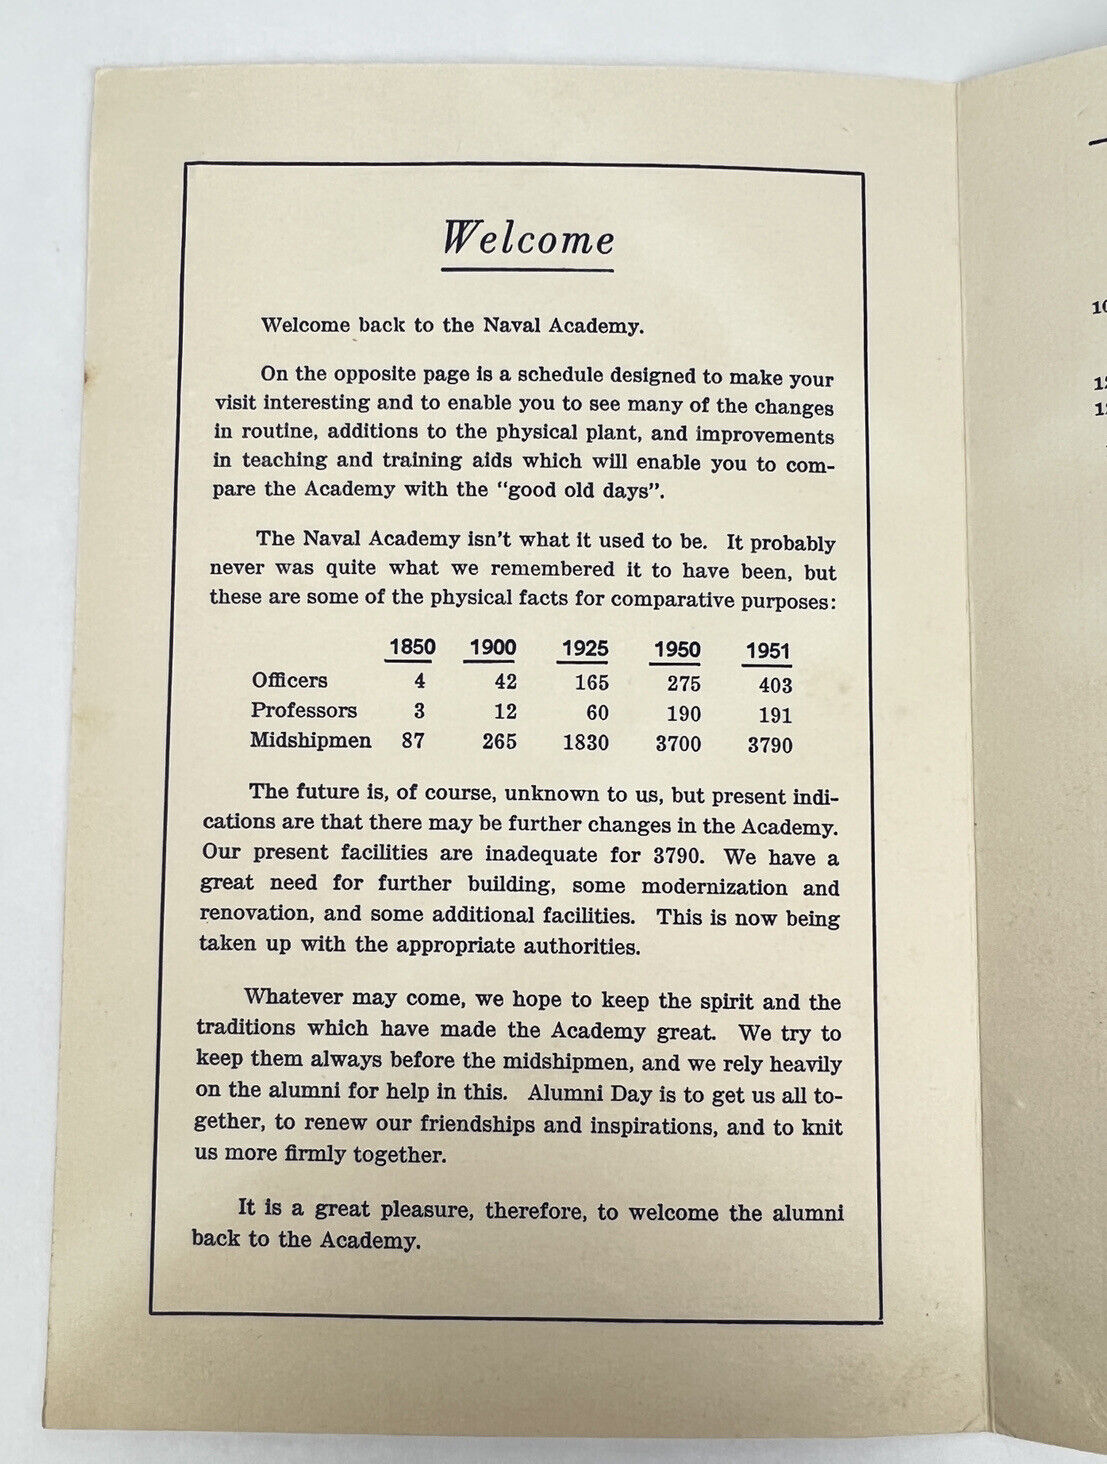 Welcome
Welcome back to the Naval Academy.
On the opposite page is a schedule designed to make your
visit interesting and to enable you to see many of the changes
in routine, additions to the physical plant, and improvements
in teaching and training aids which will enable you to com-
pare the Academy with the "good old days".
The Naval Academy isn't what it used to be. It probably
never was quite what we remembered it to have been, but
these are some of the physical facts for comparative purposes:
1850 1900 1925 1950 1951
Officers 4 42 165 275 403
Professors 3 12 60 190 191
Midshipmen 87 265 1830 3700 3790
The future is, of course, unknown to us, but present indi-
cations are that there may be further changes in the Academy.
Our present facilities are inadequate for 3790. We have a
great need for further building, some modernization and
renovation, and some additional facilities. This is now being
taken up with the appropriate authorities.
Whatever may come, we hope to keep the spirit and the
traditions which have made the Academy great. We try to
keep them always before the midshipmen, and we rely heavily
on the alumni for help in this. Alumni Day is to get us all to-
gether, to renew our friendships and inspirations, and to knit
us more firmly together.
It is a great pleasure, therefore, to welcome the alumni
back to the Academy.